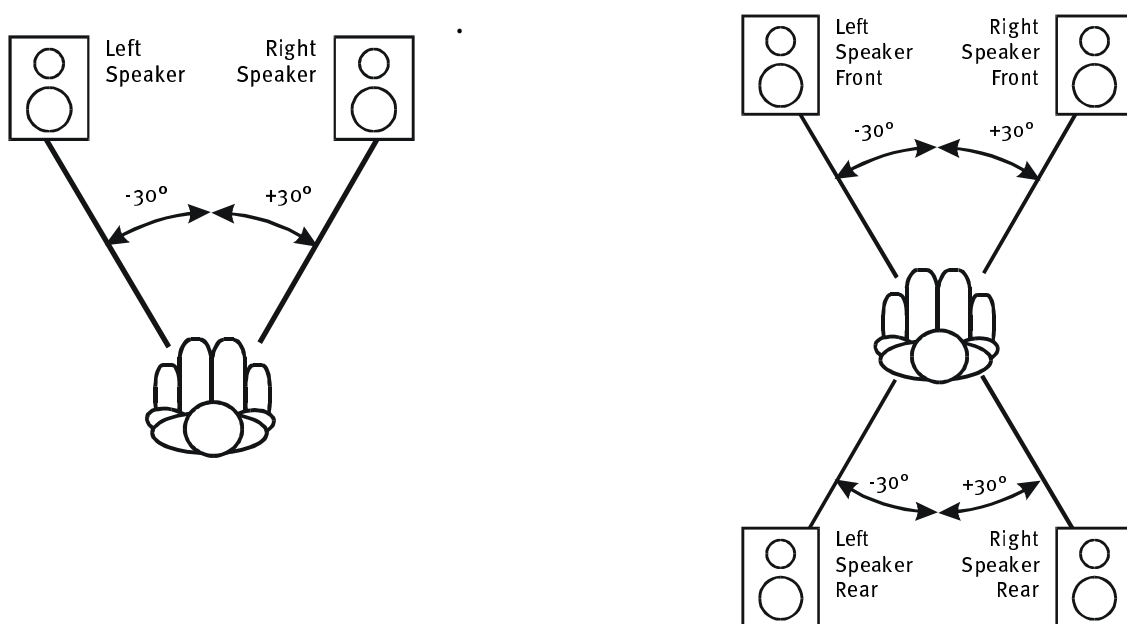 Left
Speaker
Right
Speaker
-30°
+30°
Left
Speaker
Front
Right
Speaker
Front
-30°
+30°
-30°
+30°
Left
Speaker
Rear
Right
Speaker
Rear